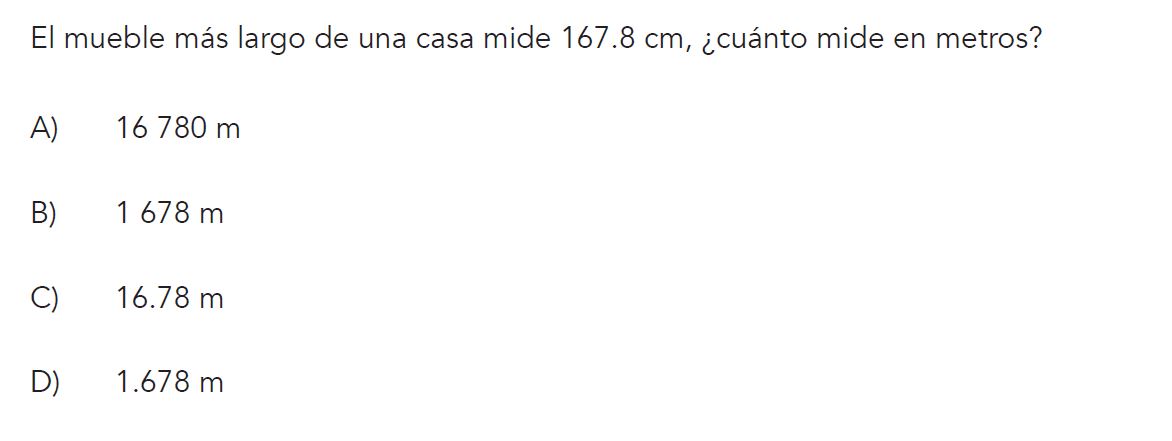 El mueble más largo de una casa mide 167.8 cm, ¿cuánto mide en metros?
A) 16 780 m
B) 1 678 m
C) 16.78 m
D) 1.678 m